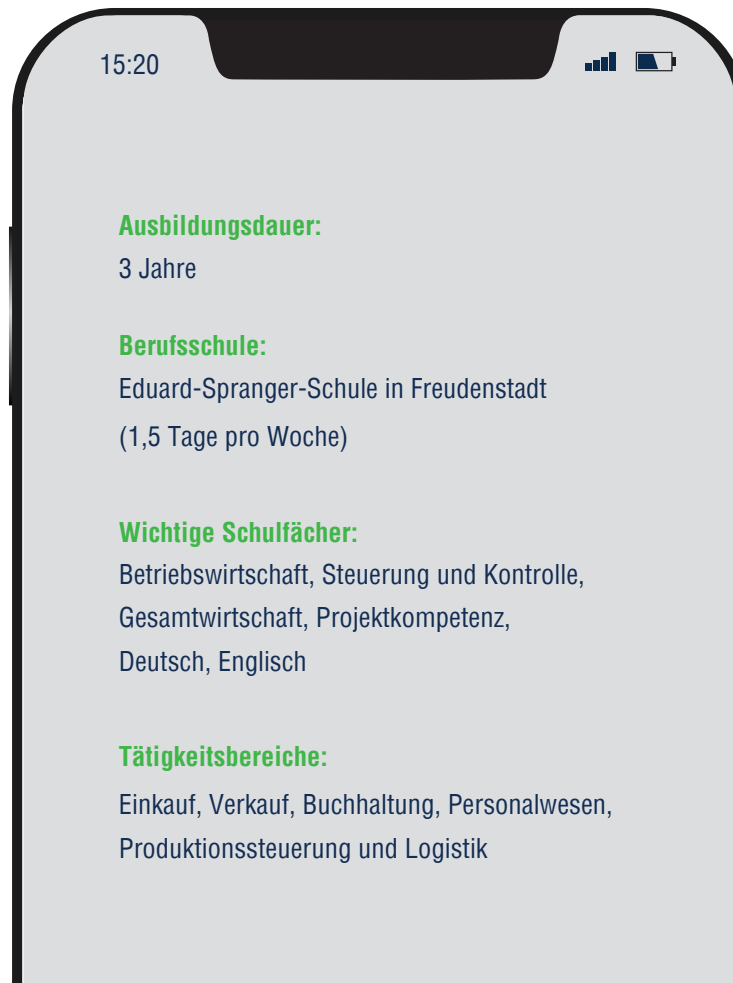 15:20
Ausbildungsdauer:
3 Jahre
Berufsschule:
Eduard-Spranger-Schule in Freudenstadt
(1,5 Tage pro Woche)
Wichtige Schulfächer:
Betriebswirtschaft, Steuerung und Kontrolle,
Gesamtwirtschaft, Projektkompetenz,
Deutsch, Englisch
Tätigkeitsbereiche:
Einkauf, Verkauf, Buchhaltung, Personalwesen,
Produktionssteuerung und Logistik